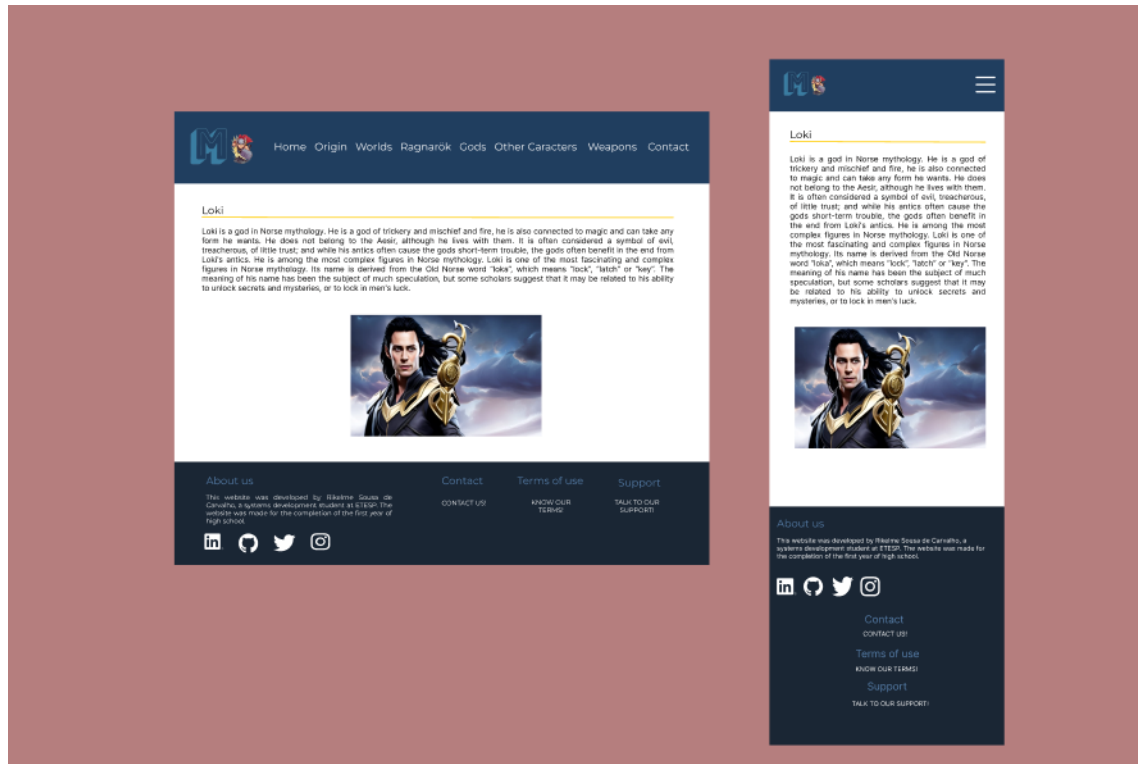 M
Home Origin Worlds Ragnarök Gods Other Caracters Weapons Contact
Loki
Loki is a god in Norse mythology. He is a god of trickery and mischief and fire, he is also connected to magic and can take any
form he wants. He does not belong to the Aesir, although he lives with them. It is often considered a symbol of evil,
treacherous, of little trust; and while his antics often cause the gods short-term trouble, the gods often benefit in the end from
Loki's antics. He is among the most complex figures in Norse mythology. Loki is one of the most fascinating and complex
figures in Norse mythology. Its name is derived from the Old Norse word "loka", which means "lock", "latch" or "key". The
meaning of his name has been the subject of much speculation, but some scholars suggest that it may be related to his ability
to unlock secrets and mysteries, or to lock in men's luck.
About us
This website was developed by Rikelme Sousa de
Carvalho, a systems development student at ETESP. The
website was made for the completion of the first year of
high school.
in
Contact
CONTACT US!
Terms of use
KNOW OUR
TERMS!
Support
TALK TO OUR
SUPPORT!
M
Loki
Loki is a god in Norse mythology. He is a god of
trickery and mischief and fire, he is also connected
to magic and can take any form he wants. He does
not belong to the Aesir, although he lives with them.
It is often considered a symbol of evil, treacherous,
of little trust; and while his antics often cause the
gods short-term trouble, the gods often benefit in
the end from Loki's antics. He is among the most
complex figures in Norse mythology. Loki is one of
the most fascinating and complex figures in Norse
mythology. Its name is derived from the Old Norse
word "loka", which means "lock", "latch" or "key". The
meaning of his name has been the subject of much
speculation, but some scholars suggest that it may
be related to his ability to unlock secrets and
mysteries, or to lock in men's luck.
About us
This website was developed by Rikelme Sousa de Carvalho, a
systems development student at ETESP. The website was made for
the completion of the first year of high school.
in
Contact
CONTACT US!
Terms of use
KNOW OUR TERMS!
Support
TALK TO OUR SUPPORT!